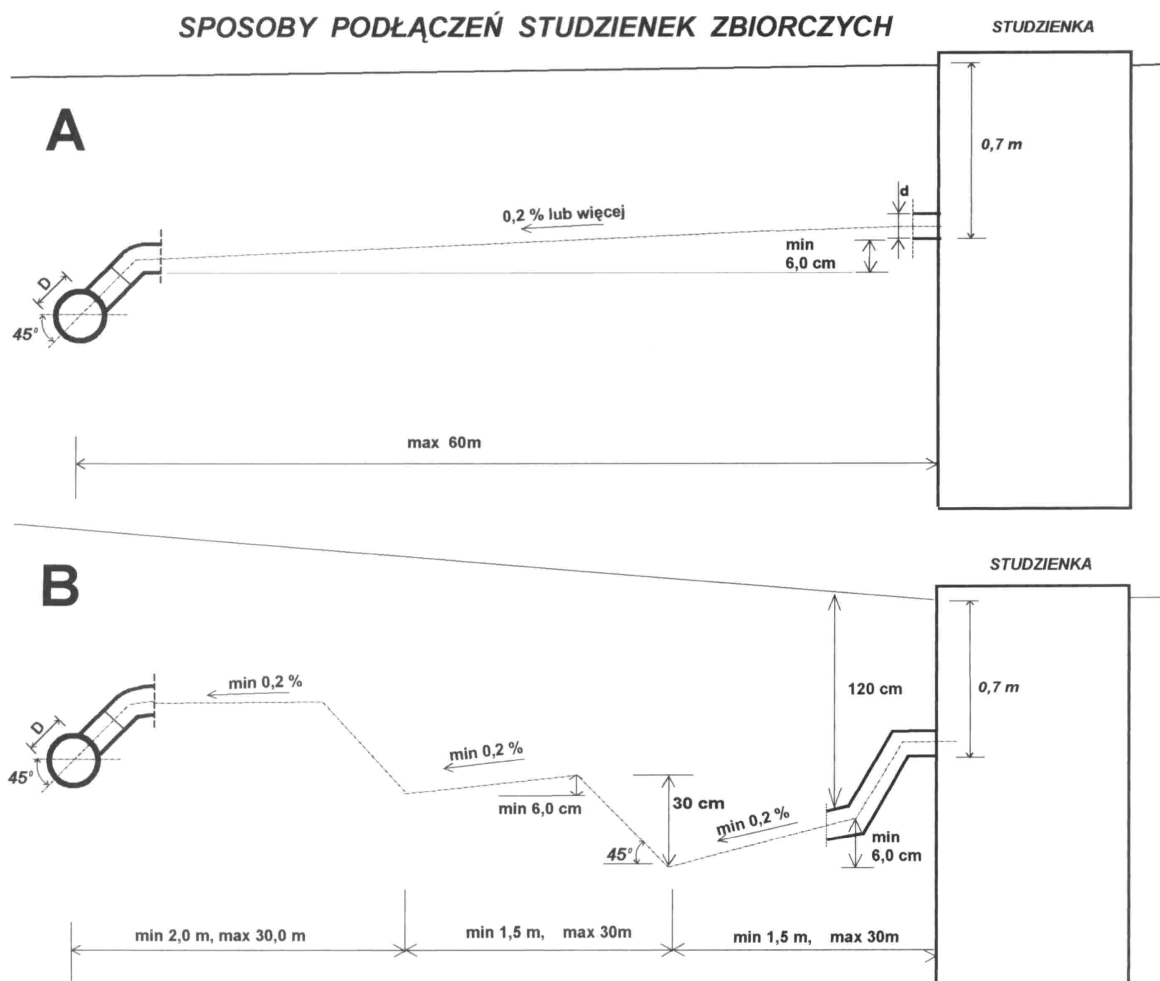 SPOSOBY PODŁĄCZEŃ STUDZIENEK ZBIORCZYCH
STUDZIENKA
A
0,7 m
d
0,2 % lub więcej
min
6,0 cm
D
45°
max 60m
STUDZIENKA
B
min 0,2 %
120 cm
0,7 m
D
min 0,2 %
45°
min 6,0 cm
30 cm
min 0,2 %
min
6,0 cm
45°
min 2,0 m, max 30,0 m
min 1,5 m, max 30m
min 1,5 m, max 30m